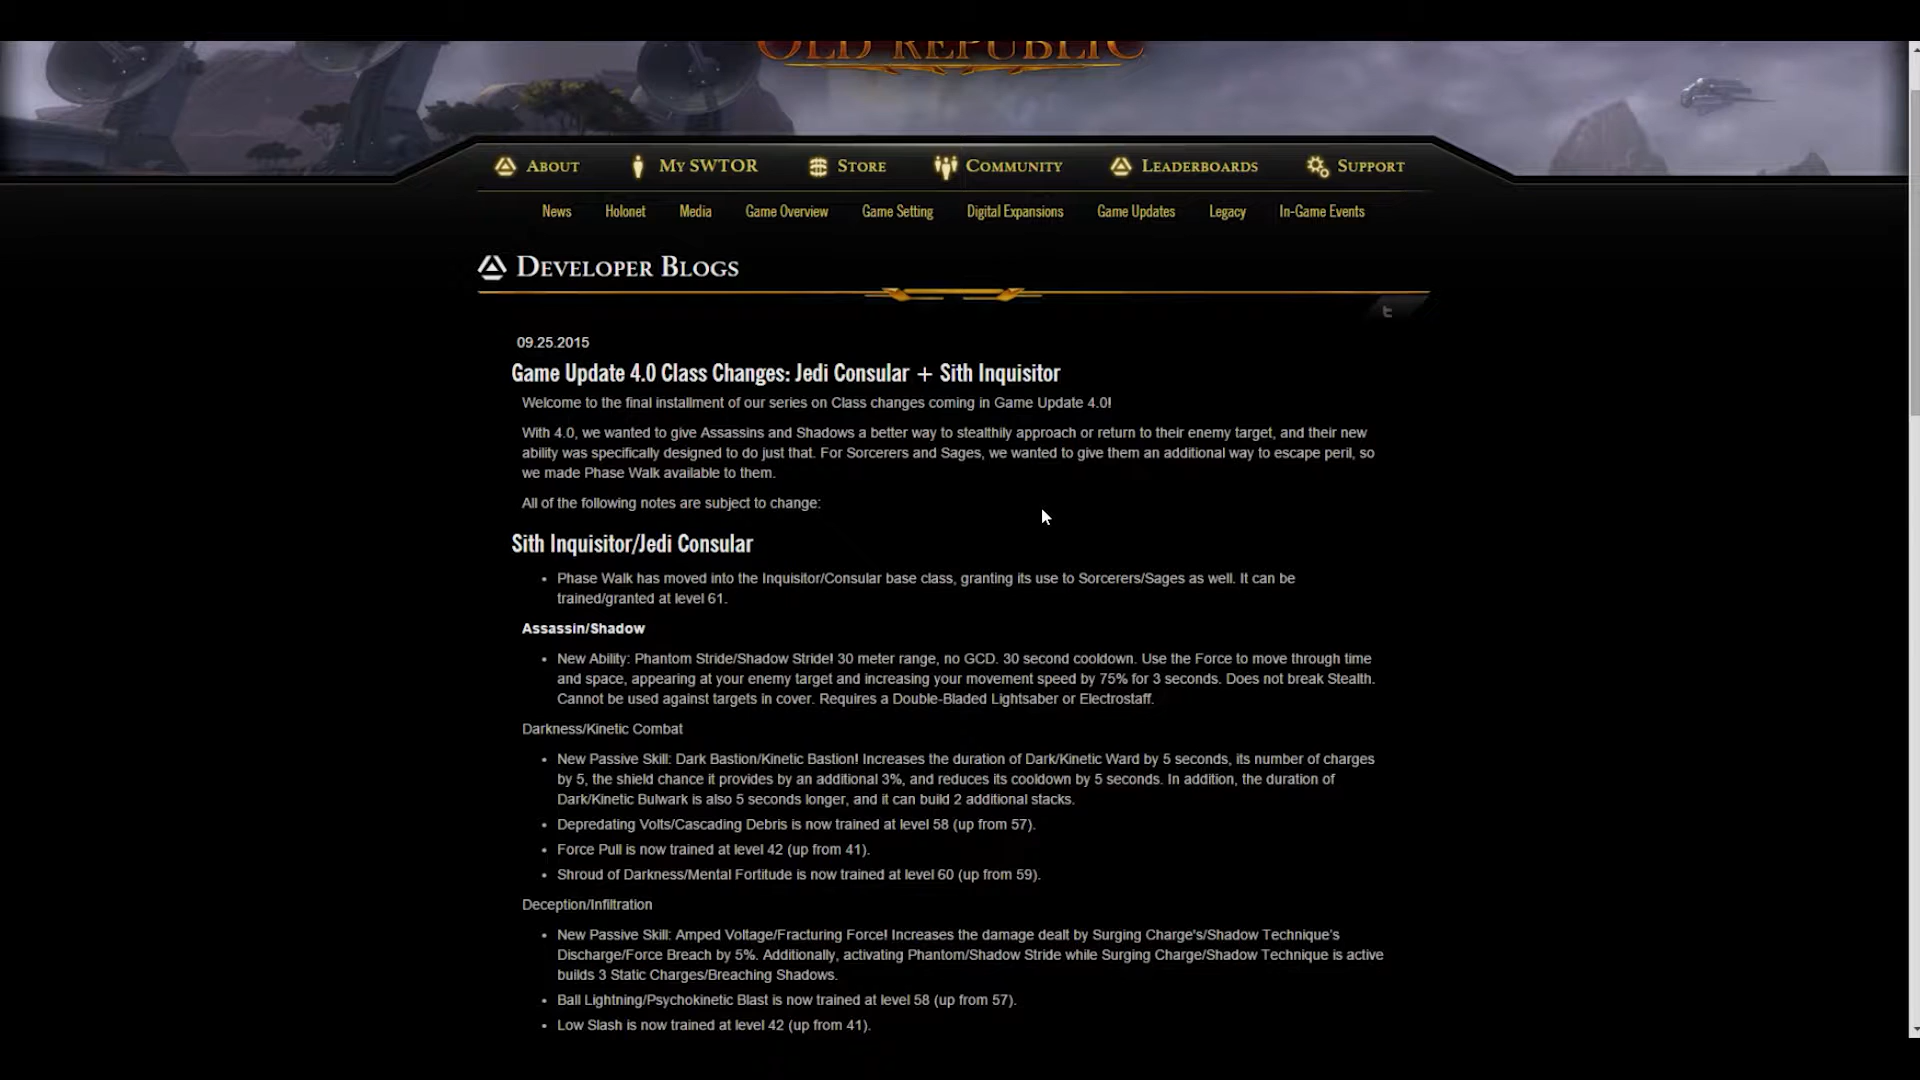 OLD REPUBLIC
About My SWTOR Store Community Leaderboards Support
News Holonet Media Game Overview Game Setting Digital Expansions Game Updates Legacy In-Game Events
Developer Blogs
09.25.2015
Game Update 4.0 Class Changes: Jedi Consular + Sith Inquisitor
Welcome to the final installment of our series on Class changes coming in Game Update 4.0!
With 4.0, we wanted to give Assassins and Shadows a better way to stealthily approach or return to their enemy target, and their new
ability was specifically designed to do just that. For Sorcerers and Sages, we wanted to give them an additional way to escape peril, so
we made Phase Walk available to them.
All of the following notes are subject to change:
Sith Inquisitor/Jedi Consular
• Phase Walk has moved into the Inquisitor/Consular base class, granting its use to Sorcerers/Sages as well. It can be
trained/granted at level 61.
Assassin/Shadow
• New Ability: Phantom Stride/Shadow Stride! 30 meter range, no GCD. 30 second cooldown. Use the Force to move through time
and space, appearing at your enemy target and increasing your movement speed by 75% for 3 seconds. Does not break Stealth.
Cannot be used against targets in cover. Requires a Double-Bladed Lightsaber or Electrostaff.
Darkness/Kinetic Combat
• New Passive Skill: Dark Bastion/Kinetic Bastion! Increases the duration of Dark/Kinetic Ward by 5 seconds, its number of charges
by 5, the shield chance it provides by an additional 3%, and reduces its cooldown by 5 seconds. In addition, the duration of
Dark/Kinetic Bulwark is also 5 seconds longer, and it can build 2 additional stacks.
• Depredating Volts/Cascading Debris is now trained at level 58 (up from 57).
• Force Pull is now trained at level 42 (up from 41).
• Shroud of Darkness/Mental Fortitude is now trained at level 60 (up from 59).
Deception/Infiltration
• New Passive Skill: Amped Voltage/Fracturing Force! Increases the damage dealt by Surging Charge's/Shadow Technique's
Discharge/Force Breach by 5%. Additionally, activating Phantom/Shadow Stride while Surging Charge/Shadow Technique is active
builds 3 Static Charges/Breaching Shadows.
• Ball Lightning/Psychokinetic Blast is now trained at level 58 (up from 57).
• Low Slash is now trained at level 42 (up from 41).